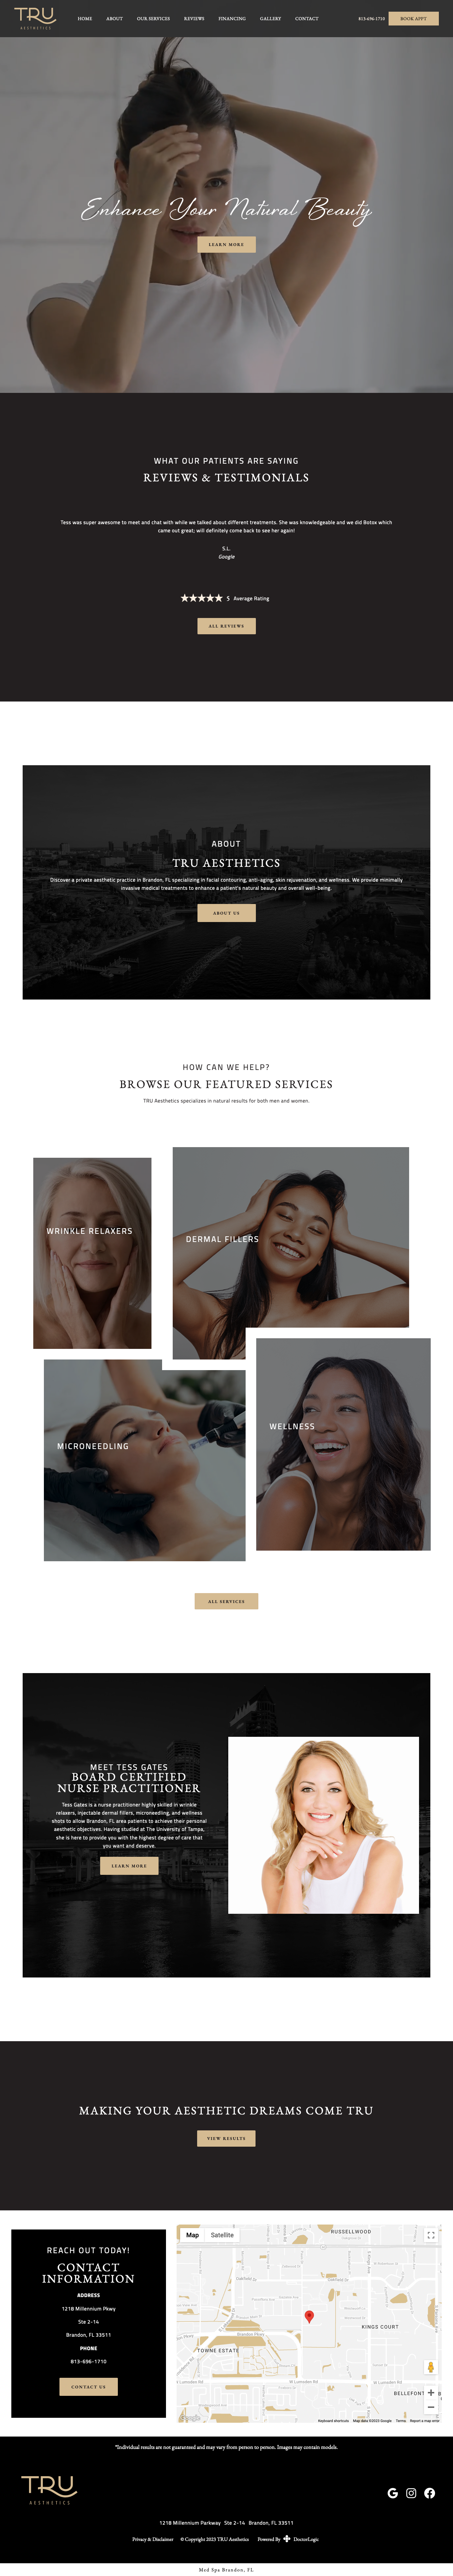 TRU
AESTHETICS
HOME ABOUT OUR SERVICES REVIEWS FINANCING GALLERY CONTACT
813-696-1710 BOOK APPT
Enhance Your Natural Beauty
LEARN MORE
WHAT OUR PATIENTS ARE SAYING
REVIEWS & TESTIMONIALS
Tess was super awesome to meet and chat with while we talked about different treatments. She was knowledgeable and we did Botox which
came out great; will definitely come back to see her again!
S.L.
Google
5 Average Rating
ALL REVIEWS
ABOUT
TRU AESTHETICS
Discover a private aesthetic practice in Brandon, FL specializing in facial contouring, anti-aging, skin rejuvenation, and wellness. We provide minimally
invasive medical treatments to enhance a patient's natural beauty and overall well-being.
ABOUT US
HOW CAN WE HELP?
BROWSE OUR FEATURED SERVICES
TRU Aesthetics specializes in natural results for both men and women.
WRINKLE RELAXERS
DERMAL FILLERS
MICRONEEDLING
WELLNESS
ALL SERVICES
MEET TESS GATES
BOARD CERTIFIED
NURSE PRACTITIONER
Tess Gates is a nurse practitioner highly skilled in wrinkle
relaxers, injectable dermal fillers, microneedling, and wellness
shots to allow Brandon, FL area patients to achieve their personal
aesthetic objectives. Having studied at The University of Tampa,
she is here to provide you with the highest degree of care that
you want and deserve.
LEARN MORE
MAKING YOUR AESTHETIC DREAMS COME TRU
VIEW RESULTS
REACH OUT TODAY!
CONTACT
INFORMATION
ADDRESS
1218 Millennium Pkwy
Ste 2-14
Brandon, FL 33511
PHONE
813-696-1710
CONTACT US
Map Satellite
RUSSELLWOOD
KINGS COURT
TOWNE ESTATE
Keyboard shortcuts Map data ©2023 Google Terms Report a map error
*Individual results are not guaranteed and may vary from person to person. Images may contain models.
TRU
AESTHETICS
1218 Millennium Parkway Ste 2-14 Brandon, FL 33511
Privacy & Disclaimer © Copyright 2023 TRU Aesthetics Powered By DoctorLogic
Med Spa Brandon, FL